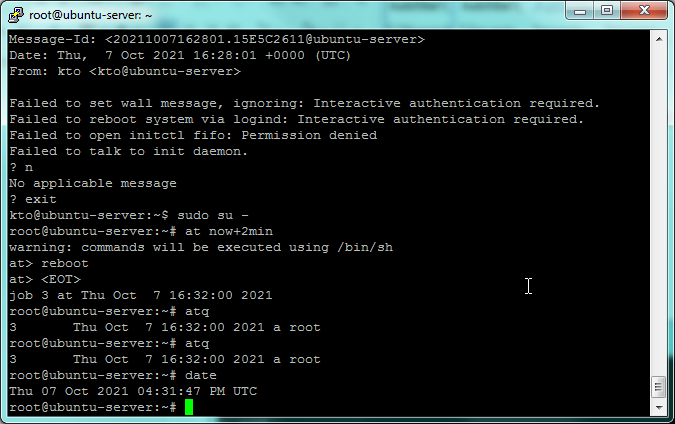 root@ubuntu-server: ~
Message-Id: <20211007162801.15E5C2611@ubuntu-server>
Date: Thu,  7 Oct 2021 16:28:01 +0000 (UTC)
From: kto <kto@ubuntu-server>
Failed to set wall message, ignoring: Interactive authentication required.
Failed to reboot system via logind: Interactive authentication required.
Failed to open initctl fifo: Permission denied
Failed to talk to init daemon.
? n
No applicable message
? exit
kto@ubuntu-server:~$ sudo su -
root@ubuntu-server:~# at now+2min
warning: commands will be executed using /bin/sh
at> reboot
at> <EOT>
job 3 at Thu Oct  7 16:32:00 2021
root@ubuntu-server:~# atq
3       Thu Oct  7 16:32:00 2021 a root
root@ubuntu-server:~# atq
3       Thu Oct  7 16:32:00 2021 a root
root@ubuntu-server:~# date
Thu 07 Oct 2021 04:31:47 PM UTC
root@ubuntu-server:~#